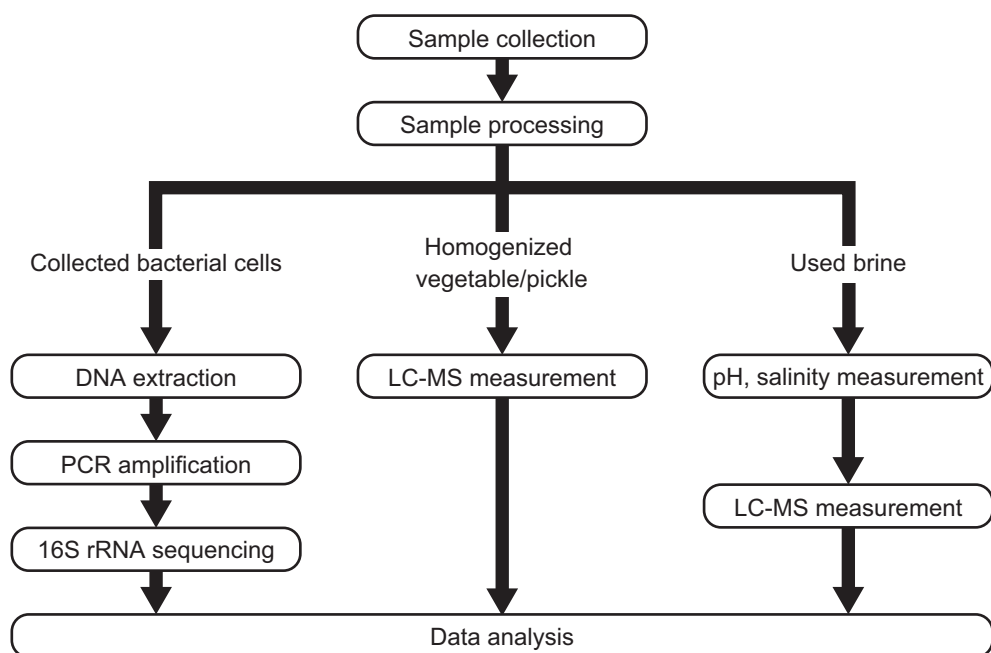 Sample collection
Sample processing
Collected bacterial cells
DNA extraction
PCR amplification
16S rRNA sequencing
Homogenized
vegetable/pickle
LC-MS measurement
Used brine
pH, salinity measurement
LC-MS measurement
Data analysis